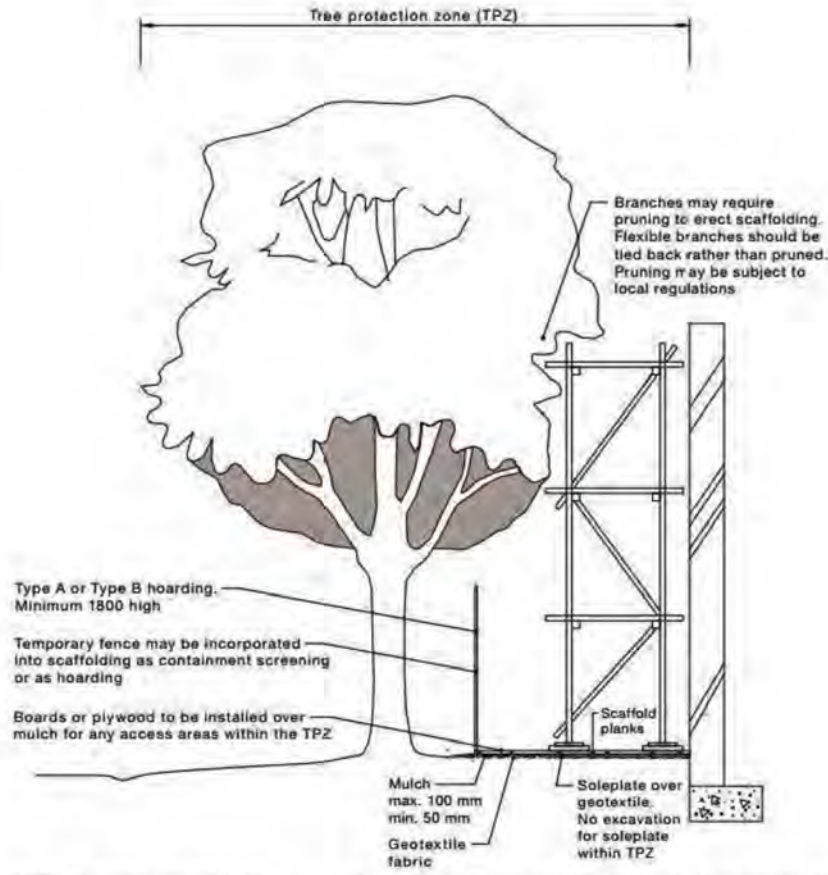 Tree protection zone (TPZ)
Branches may require
pruning to erect scaffolding.
Flexible branches should be
tied back rather than pruned.
Pruning may be subject to
local regulations
Type A or Type B hoarding.
Minimum 1800 high
Temporary fence may be incorporated
into scaffolding as containment screening
or as hoarding
Boards or plywood to be installed over
mulch for any access areas within the TPZ
Scaffold
planks
Mulch
max. 100 mm
min. 50 mm
Geotextile
fabric
Soleplate over
geotextile.
No excavation
for soleplate
within TPZ